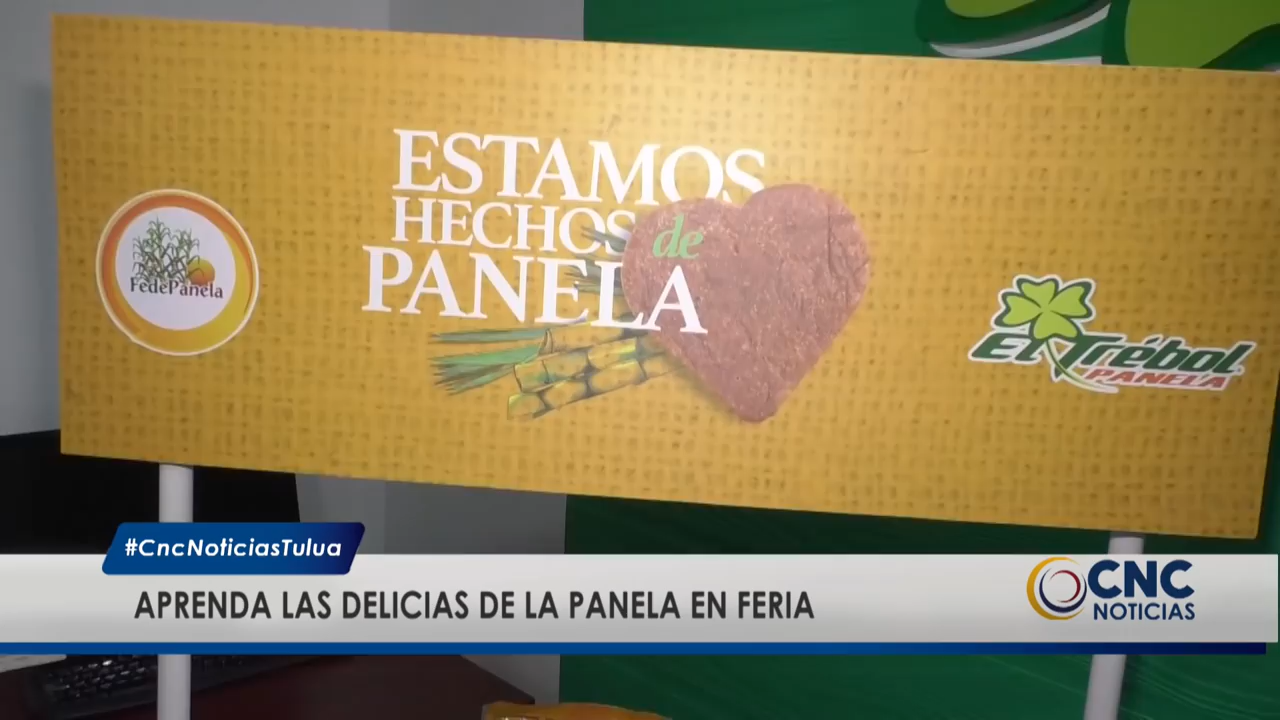 ESTAMOS
HECHOS de
PANELA
FedePanela
El Trébol
PANELA
#CncNoticiasTulua
APRENDA LAS DELICIAS DE LA PANELA EN FERIA
CNC
NOTICIAS